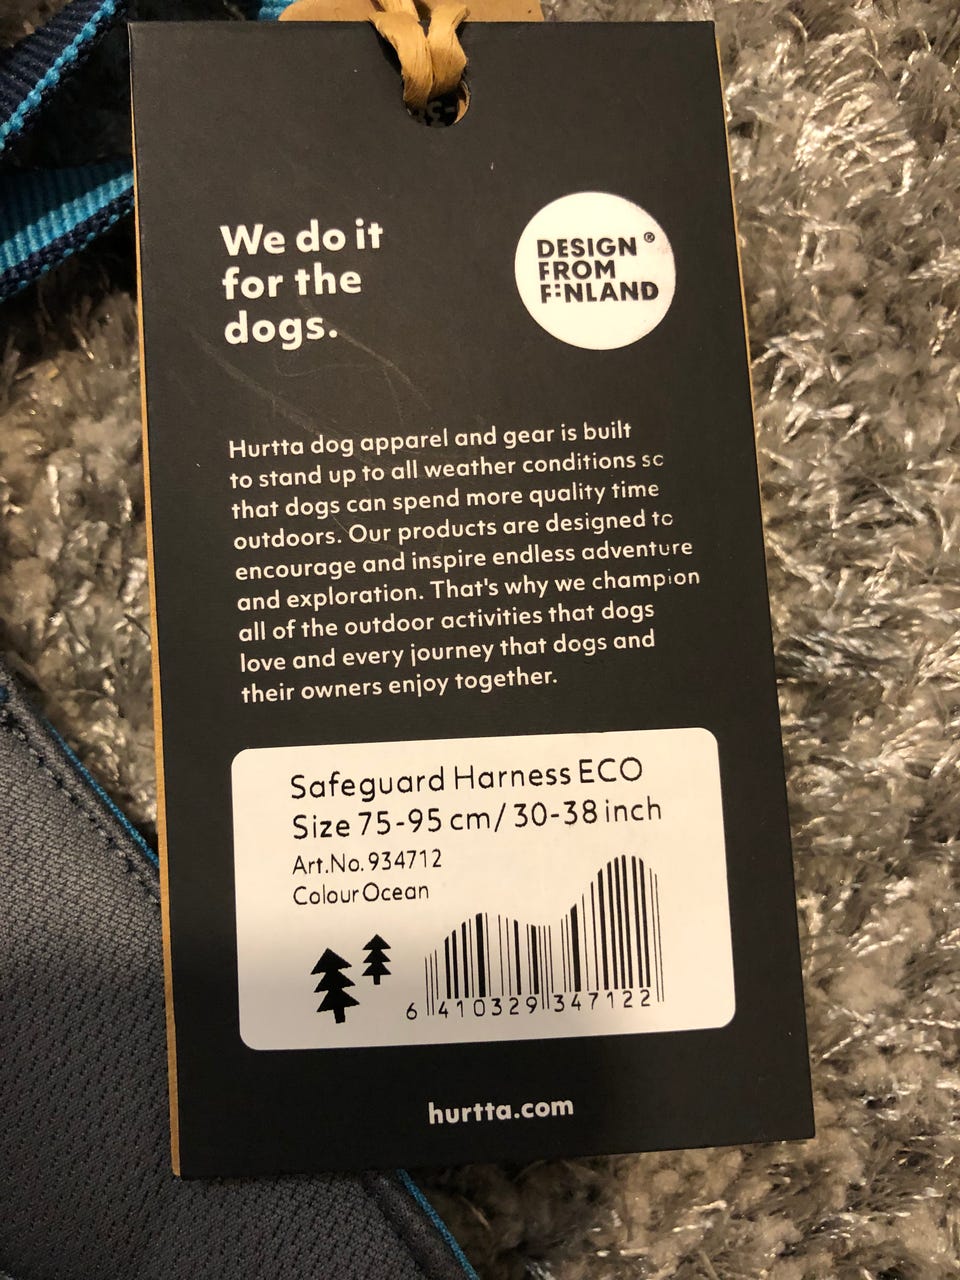 We do it
for the
dogs.
DESIGN ®
FROM
FINLAND
Hurtta dog apparel and gear is built
to stand up to all weather conditions so
that dogs can spend more quality time
outdoors. Our products are designed to
encourage and inspire endless adventure
and exploration. That's why we champion
all of the outdoor activities that dogs
love and every journey that dogs and
their owners enjoy together.
Safeguard Harness ECO
Size 75-95 cm/ 30-38 inch
Art.No. 934712
Colour Ocean
6 410329 347122
hurtta.com